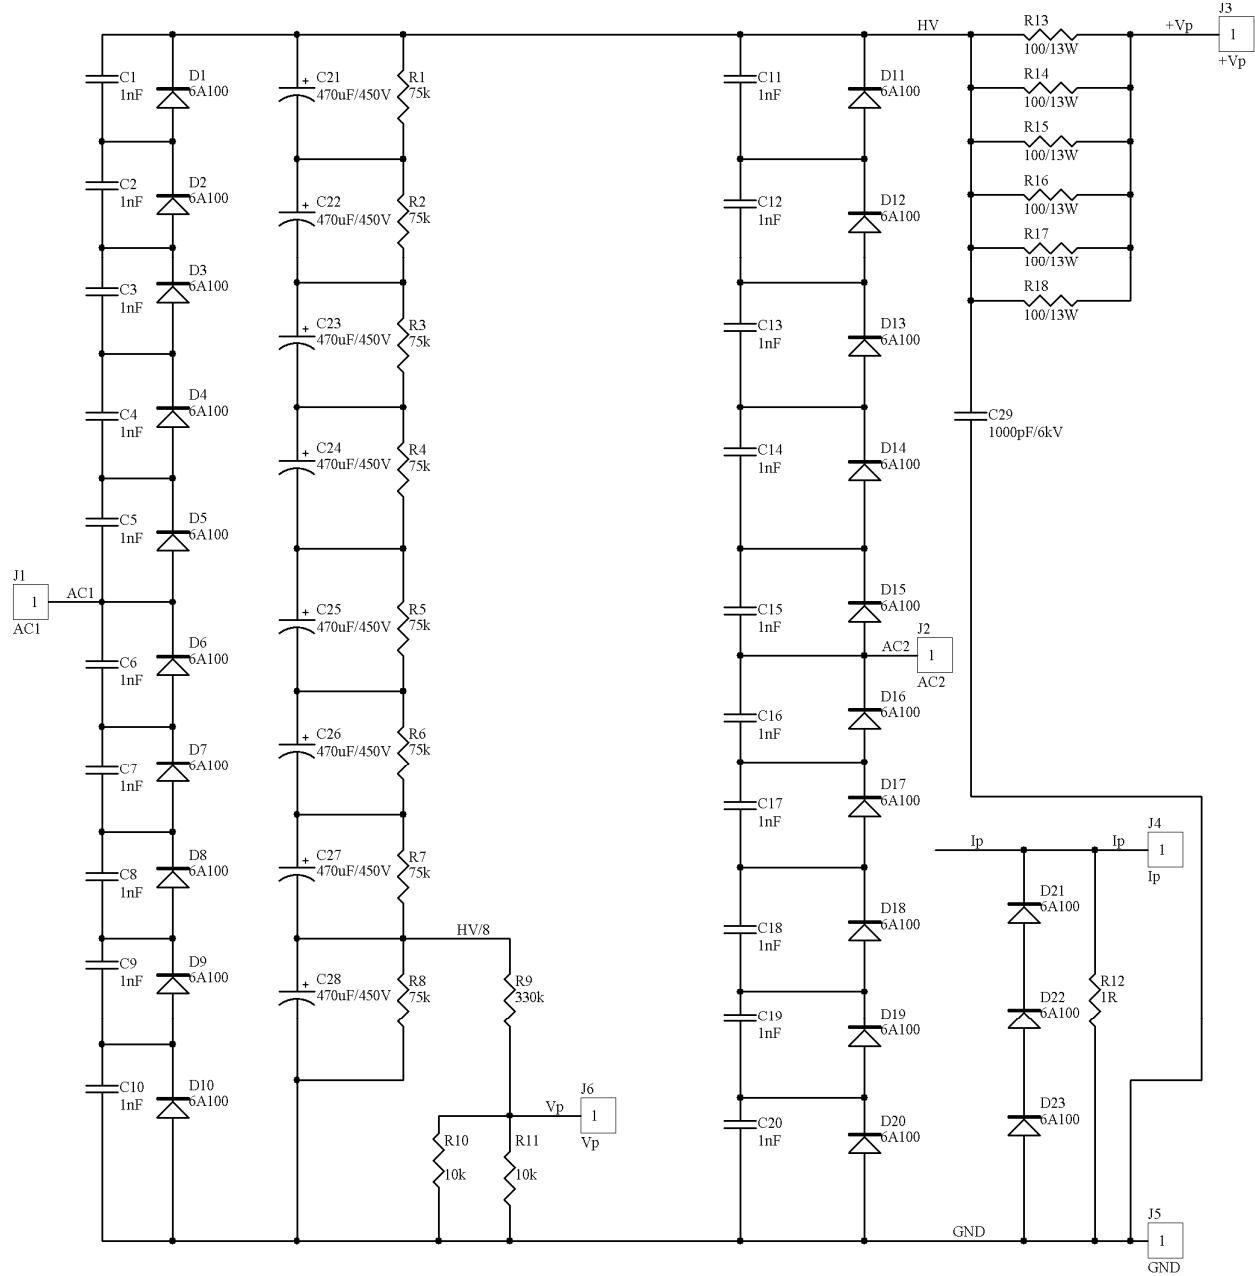 HV
+Vp
J3
1
+Vp
R13
100/13W
R14
100/13W
R15
100/13W
R16
100/13W
R17
100/13W
R18
100/13W
C1
1nF
D1
6A100
C2
1nF
D2
6A100
C3
1nF
D3
6A100
C4
1nF
D4
6A100
C5
1nF
D5
6A100
J1
1
AC1
AC1
C6
1nF
D6
6A100
C7
1nF
D7
6A100
C8
1nF
D8
6A100
C9
1nF
D9
6A100
C10
1nF
D10
6A100
+
C21
470uF/450V
R1
75k
+
C22
470uF/450V
R2
75k
+
C23
470uF/450V
R3
75k
+
C24
470uF/450V
R4
75k
+
C25
470uF/450V
R5
75k
+
C26
470uF/450V
R6
75k
+
C27
470uF/450V
R7
75k
HV/8
+
C28
470uF/450V
R8
75k
R9
330k
Vp
J6
1
Vp
R10
10k
R11
10k
C11
1nF
D11
6A100
C12
1nF
D12
6A100
C13
1nF
D13
6A100
C14
1nF
D14
6A100
C15
1nF
D15
6A100
AC2
J2
1
AC2
C16
1nF
D16
6A100
C17
1nF
D17
6A100
C18
1nF
D18
6A100
C19
1nF
D19
6A100
C20
1nF
D20
6A100
C29
1000pF/6kV
Ip
Ip
J4
1
Ip
D21
6A100
D22
6A100
D23
6A100
R12
1R
GND
J5
1
GND